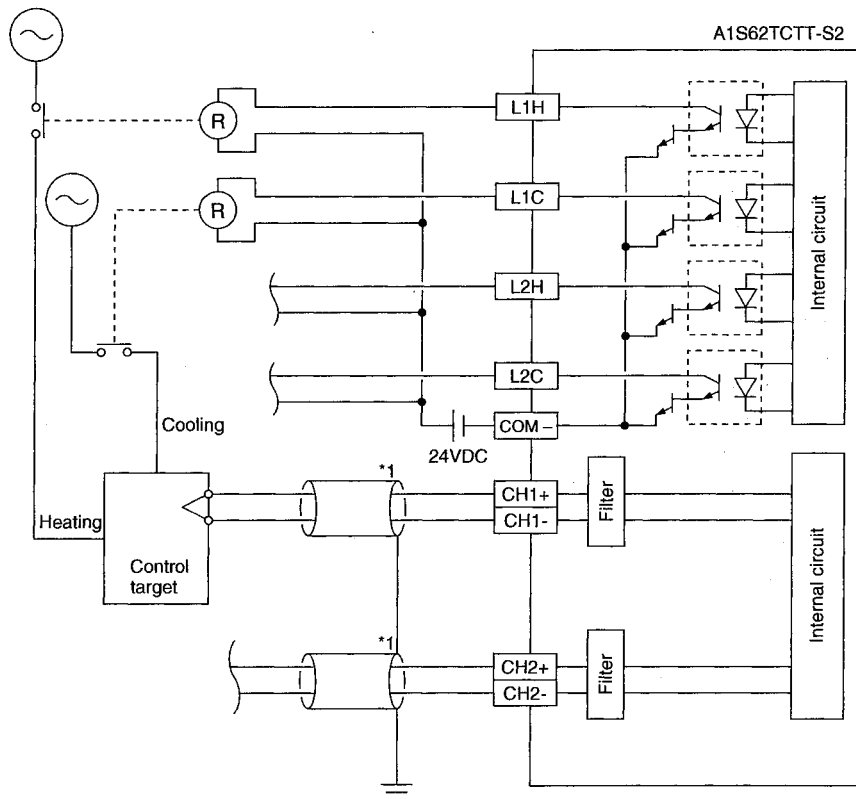 A1S62TCTT-S2
R
L1H
Internal circuit
R
L1C
L2H
L2C
Cooling
COM –
24VDC
*1
CH1+
CH1-
Filter
Heating
Control
target
Internal circuit
*1
CH2+
CH2-
Filter